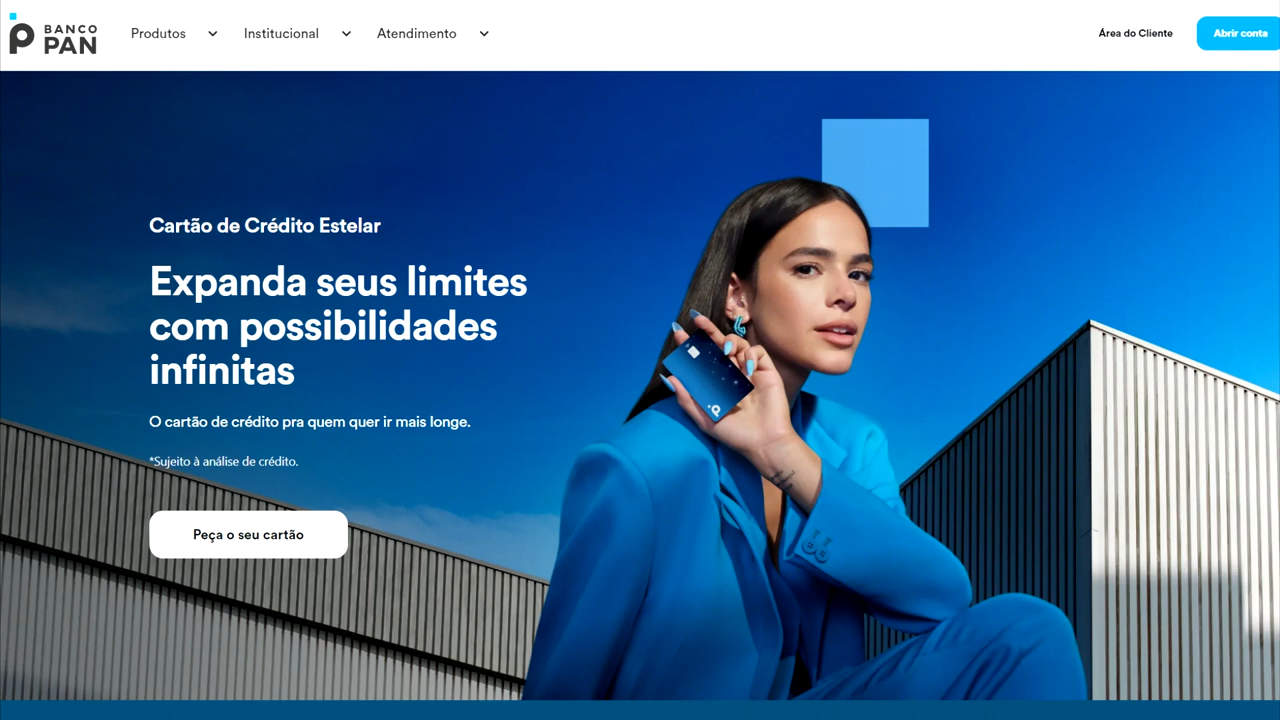 BANCO
PAN
Produtos
Institucional
Atendimento
Área do Cliente
Abrir conta
Cartão de Crédito Estelar
Expanda seus limites
com possibilidades
infinitas
O cartão de crédito pra quem quer ir mais longe.
*Sujeito à análise de crédito.
Peça o seu cartão